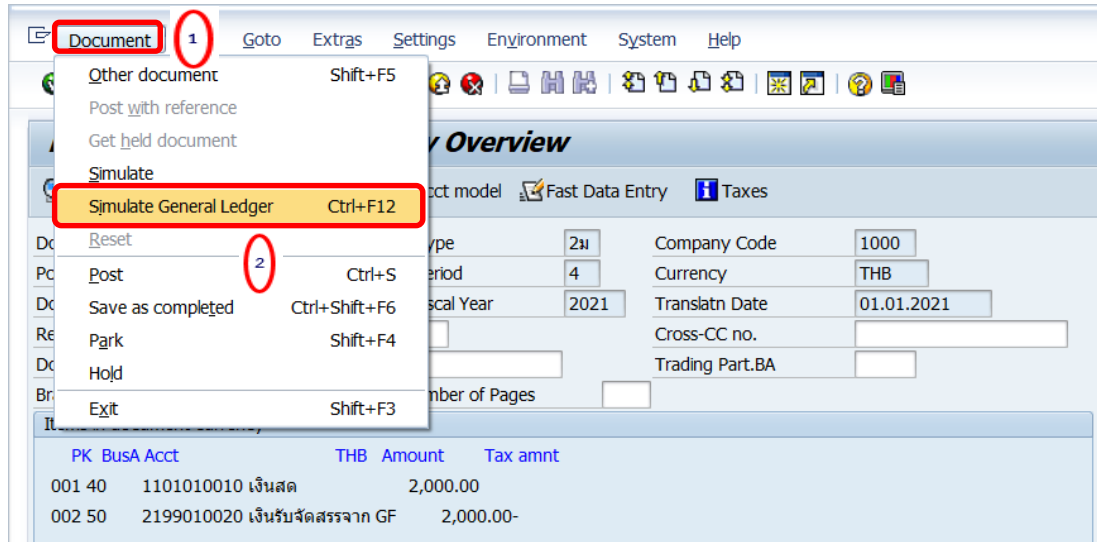 Document 1 Goto Extras Settings Environment System Help
Other document Shift+F5
Post with reference
Get held document
Overview
Simulate
Simulate General Ledger Ctrl+F12
cct model Fast Data Entry Taxes
Reset
2ม Company Code 1000
2
Post Ctrl+S
4 Currency THB
Save as completed Ctrl+Shift+F6
scal Year 2021 Translatn Date 01.01.2021
Park Shift+F4
Cross-CC no.
Hold
Trading Part.BA
Exit Shift+F3
mber of Pages
PK BusA Acct THB Amount Tax amnt
001 40 1101010010 เงินสด 2,000.00
002 50 2199010020 เงินรับจัดสรรจาก GF 2,000.00-